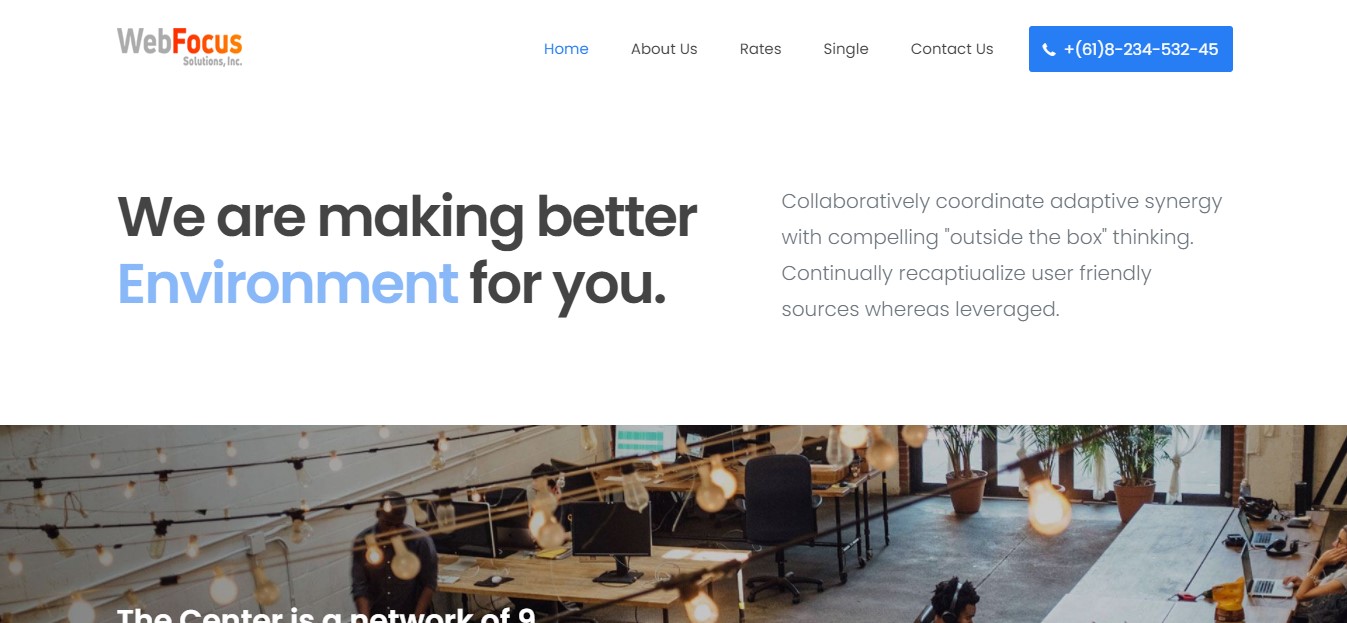 WebFocus
Solutions, Inc.
Home
About Us
Rates
Single
Contact Us
+(61)8-234-532-45
We are making better
Environment for you.
Collaboratively coordinate adaptive synergy
with compelling "outside the box" thinking.
Continually recaptiualize user friendly
sources whereas leveraged.
The Center is a network of 9